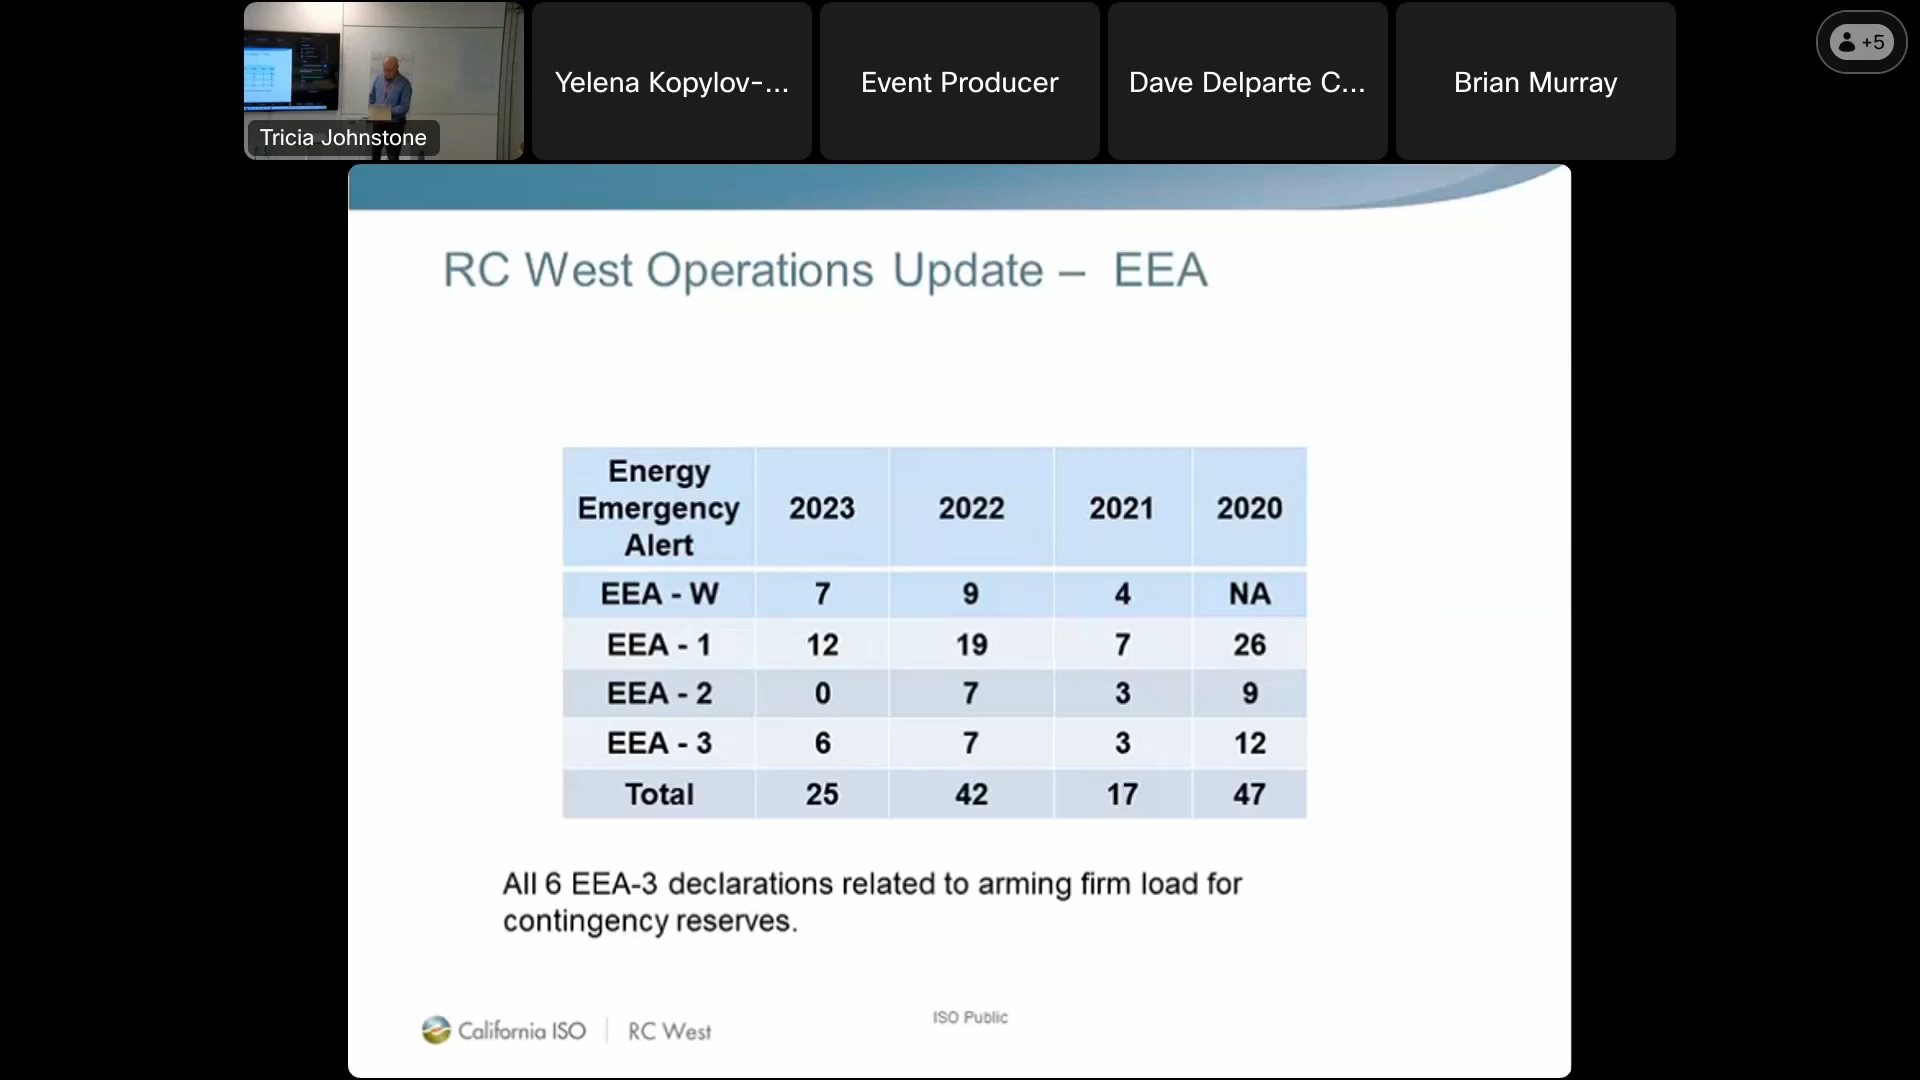 Tricia Johnstone
Yelena Kopylov-...
Event Producer
Dave Delparte C...
Brian Murray
+5
RC West Operations Update – EEA
Energy Emergency Alert 2023 2022 2021 2020
EEA - W 7 9 4 NA
EEA - 1 12 19 7 26
EEA - 2 0 7 3 9
EEA - 3 6 7 3 12
Total 25 42 17 47
All 6 EEA-3 declarations related to arming firm load for
contingency reserves.
California ISO | RC West
ISO Public